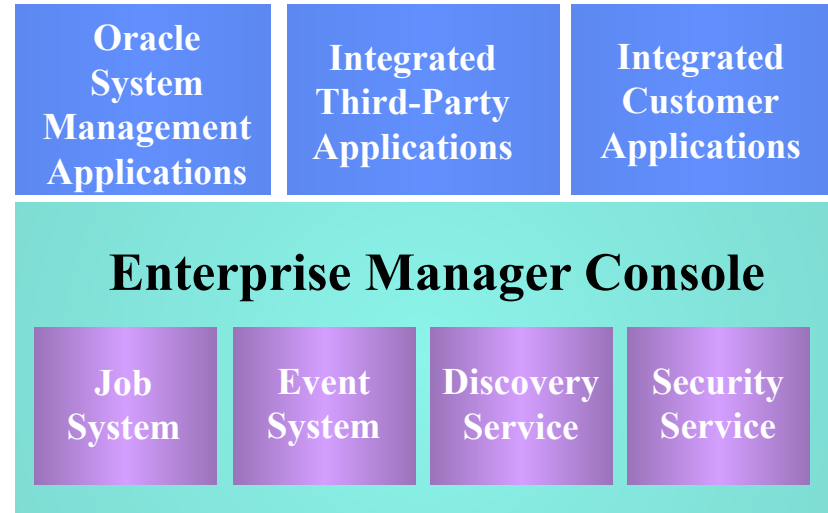 Oracle
System
Management
Applications
Integrated
Third-Party
Applications
Integrated
Customer
Applications
Enterprise Manager Console
Job
System
Event
System
Discovery
Service
Security
Service